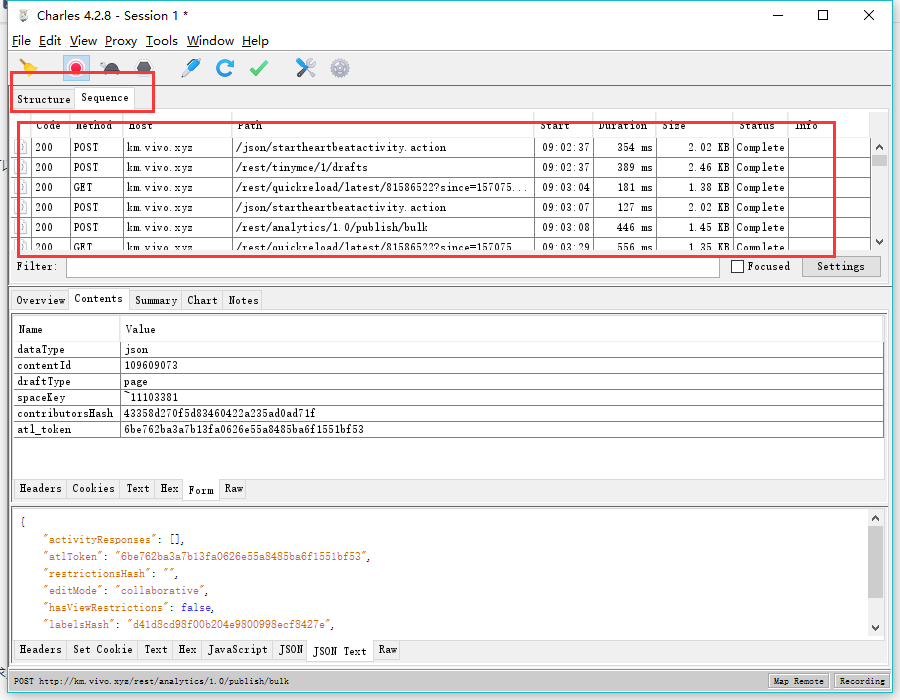 Charles 4.2.8 - Session 1 *
File Edit View Proxy Tools Window Help
Structure Sequence
Code Method Host Path Start Duration Size Status Info
200 POST km.vivo.xyz /json/startheartbeatactivity.action 09:02:37 354 ms 2.02 KB Complete
200 POST km.vivo.xyz /rest/tinymce/1/drafts 09:02:37 389 ms 2.46 KB Complete
200 GET km.vivo.xyz /rest/quickreload/latest/81586522?since=157075... 09:03:04 181 ms 1.38 KB Complete
200 POST km.vivo.xyz /json/startheartbeatactivity.action 09:03:07 127 ms 2.02 KB Complete
200 POST km.vivo.xyz /rest/analytics/1.0/publish/bulk 09:03:08 446 ms 1.45 KB Complete
200 GET km.vivo.xyz /rest/quickreload/latest/81586522?since=157075 09:03:29 556 ms 1.35 KB Complete
Filter: Focused Settings
Overview Contents Summary Chart Notes
Name Value
dataType json
contentId 109609073
draftType page
spaceKey ~11103381
contributorsHash 43358d270f5d83460422a235ad0ad71f
atl_token 6be762ba3a7b13fa0626e55a8485ba6f1551bf53
Headers Cookies Text Hex Form Raw
{
"activityResponses": [],
"atlToken": "6be762ba3a7b13fa0626e55a8485ba6f1551bf53",
"restrictionsHash": "",
"editMode": "collaborative",
"hasViewRestrictions": false,
"labelsHash": "d41d8cd98f00b204e9800998ecf8427e",
Headers Set Cookie Text Hex JavaScript JSON JSON Text Raw
POST http://km.vivo.xyz/rest/analytics/1.0/publish/bulk Map Remote Recording